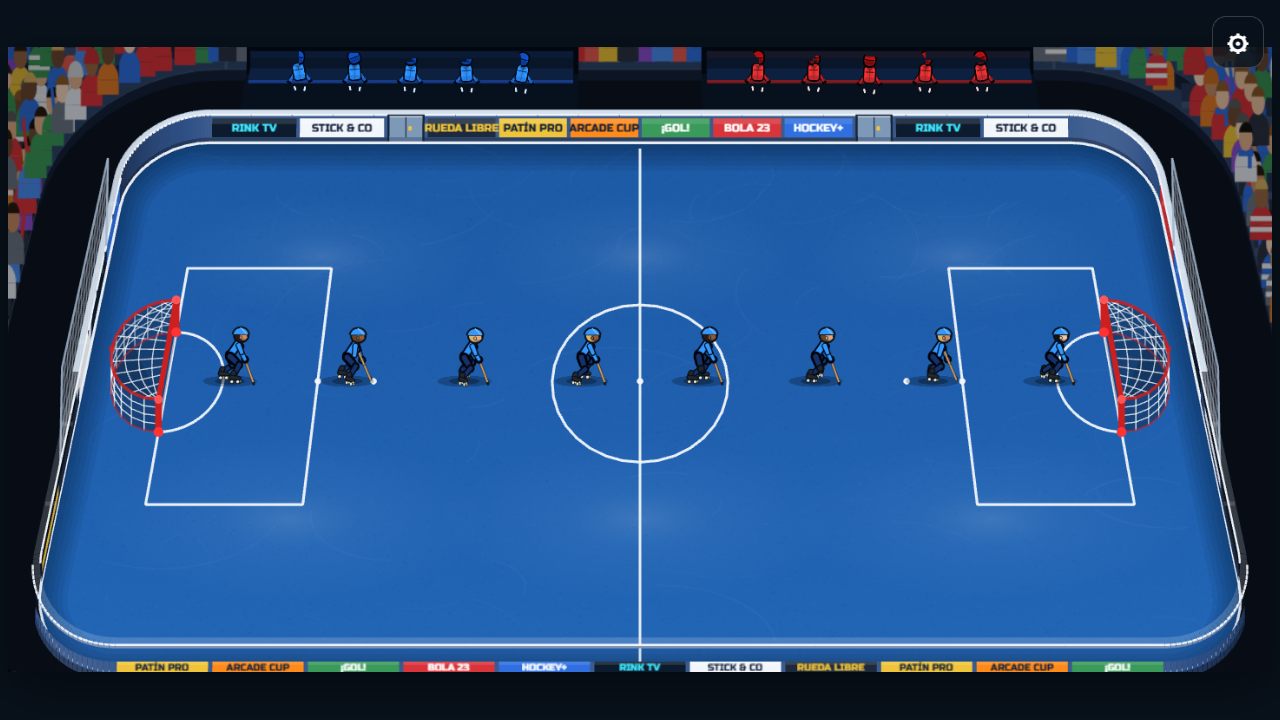 RINK TV STICK & CO RUEDA LIBRE PATÍN PRO ARCADE CUP ¡GOL! BOLA 23 HOCKEY+ RINK TV STICK & CO
PATÍN PRO ARCADE CUP ¡GOL! BOLA 23 HOCKEY+ RINK TV STICK & CO RUEDA LIBRE PATÍN PRO ARCADE CUP ¡GOL!